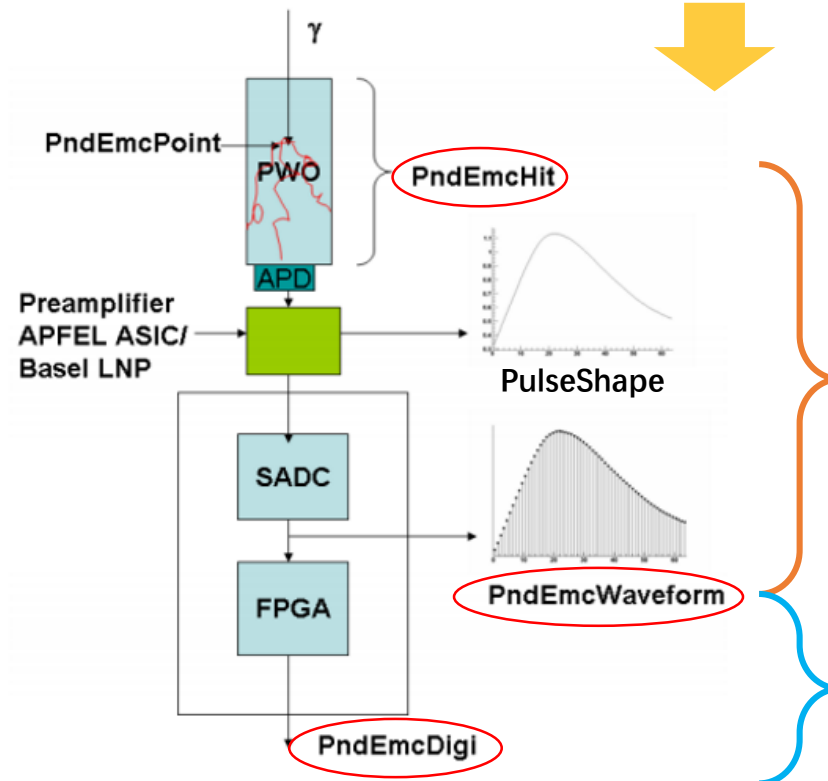 γ
PndEmcPoint
PWO
PndEmcHit
APD
Preamplifier
APFEL ASIC/
Basel LNP
PulseShape
SADC
FPGA
PndEmcWaveform
PndEmcDigi